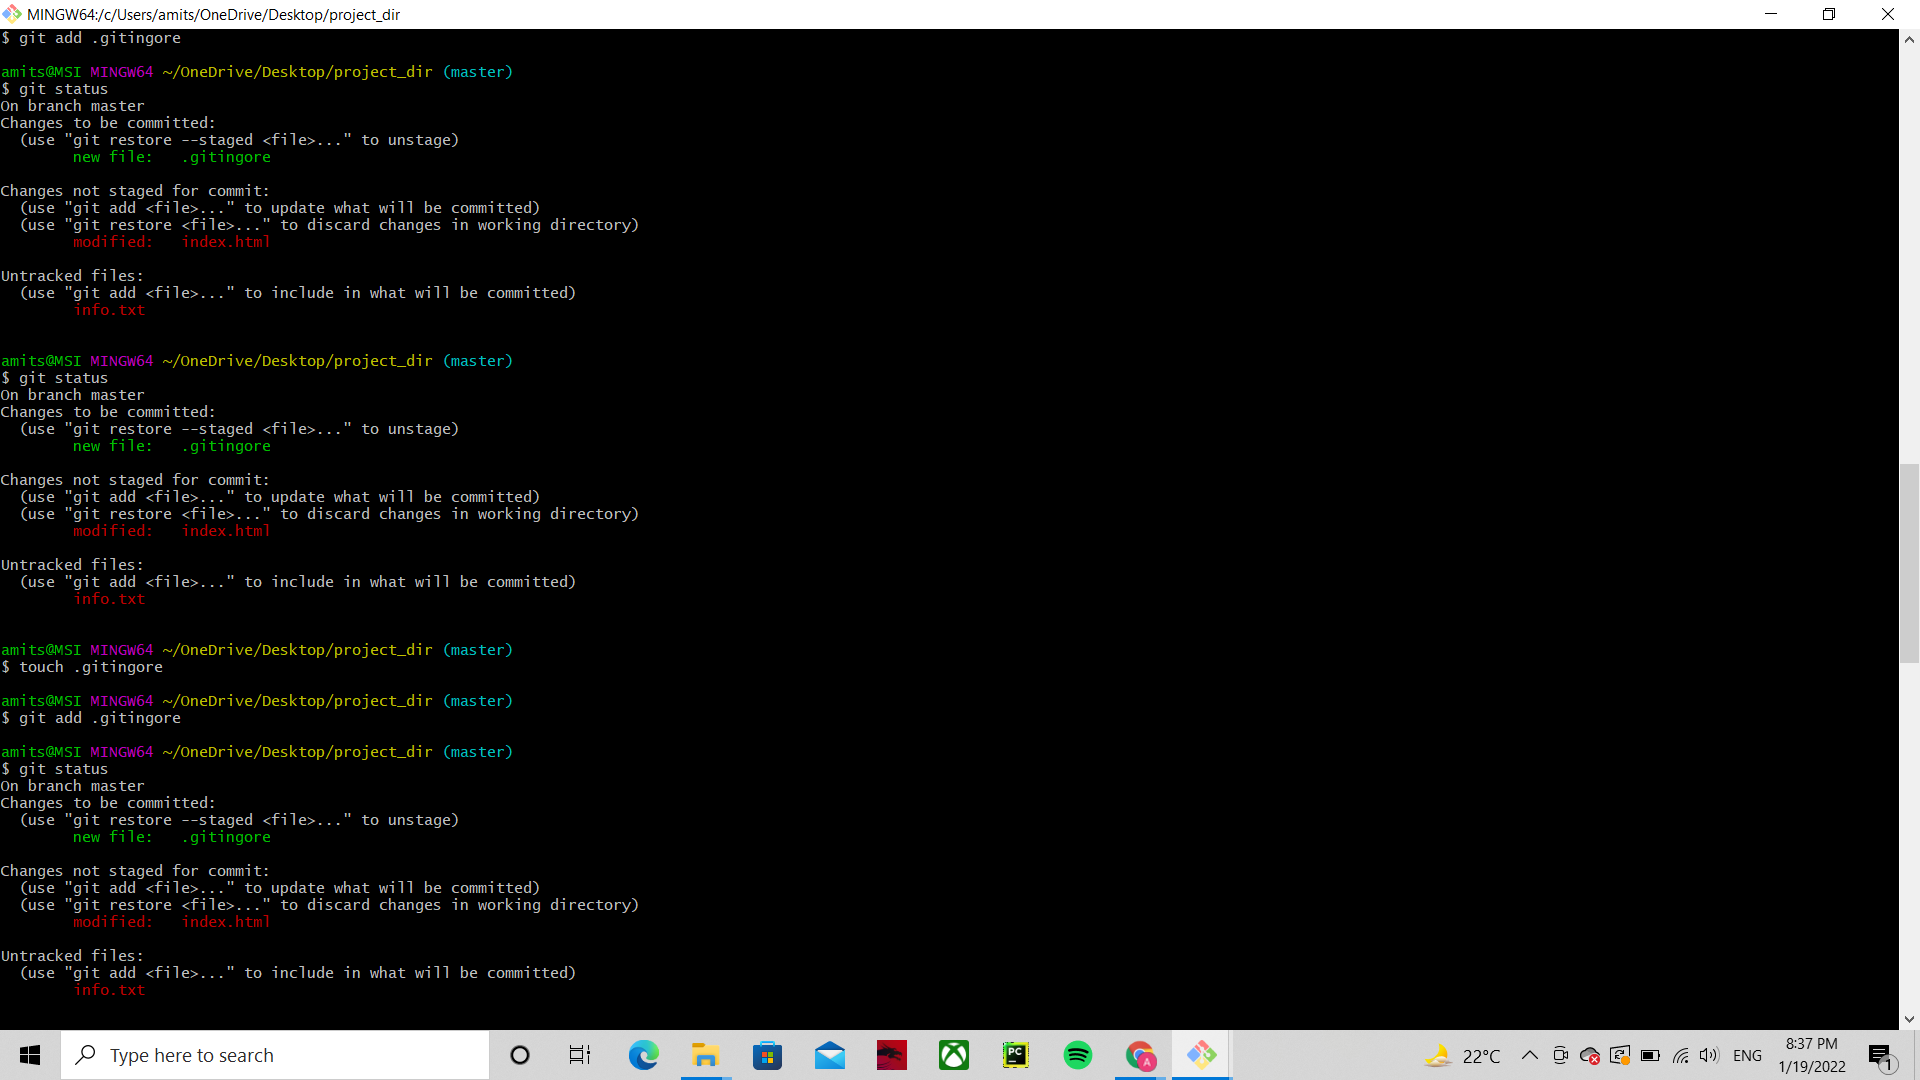 MINGW64:/c/Users/amits/OneDrive/Desktop/project_dir
$ git add .gitingore
amits@MSI MINGW64 ~/OneDrive/Desktop/project_dir (master)
$ git status
On branch master
Changes to be committed:
  (use "git restore --staged <file>..." to unstage)
        new file:   .gitingore
Changes not staged for commit:
  (use "git add <file>..." to update what will be committed)
  (use "git restore <file>..." to discard changes in working directory)
        modified:   index.html
Untracked files:
  (use "git add <file>..." to include in what will be committed)
        info.txt
amits@MSI MINGW64 ~/OneDrive/Desktop/project_dir (master)
$ git status
On branch master
Changes to be committed:
  (use "git restore --staged <file>..." to unstage)
        new file:   .gitingore
Changes not staged for commit:
  (use "git add <file>..." to update what will be committed)
  (use "git restore <file>..." to discard changes in working directory)
        modified:   index.html
Untracked files:
  (use "git add <file>..." to include in what will be committed)
        info.txt
amits@MSI MINGW64 ~/OneDrive/Desktop/project_dir (master)
$ touch .gitingore
amits@MSI MINGW64 ~/OneDrive/Desktop/project_dir (master)
$ git add .gitingore
amits@MSI MINGW64 ~/OneDrive/Desktop/project_dir (master)
$ git status
On branch master
Changes to be committed:
  (use "git restore --staged <file>..." to unstage)
        new file:   .gitingore
Changes not staged for commit:
  (use "git add <file>..." to update what will be committed)
  (use "git restore <file>..." to discard changes in working directory)
        modified:   index.html
Untracked files:
  (use "git add <file>..." to include in what will be committed)
        info.txt
Type here to search
PC
A
22°C
ENG
8:37 PM
1/19/2022
1